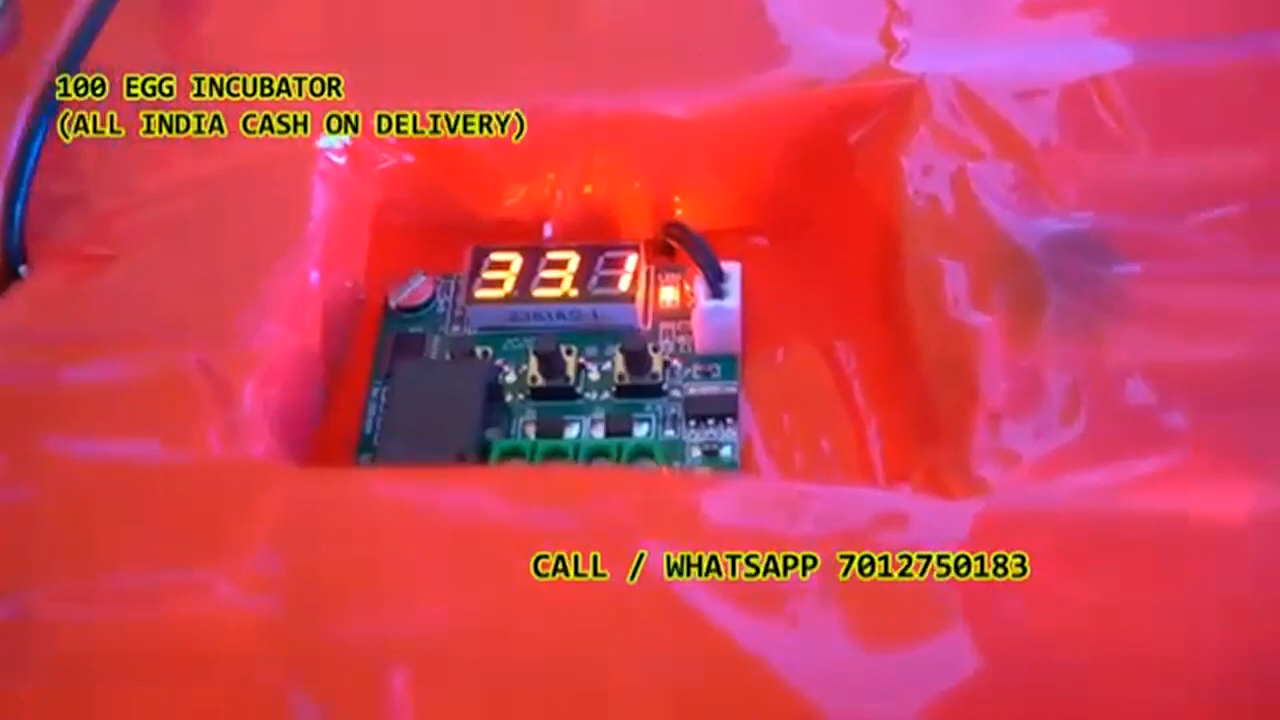 100 EGG INCUBATOR
(ALL INDIA CASH ON DELIVERY)
33.1
CALL / WHATSAPP 7012750183